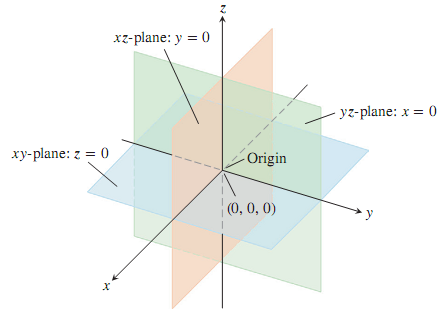 z
xz-plane: y = 0
yz-plane: x = 0
xy-plane: z = 0
Origin
(0, 0, 0)
y
x